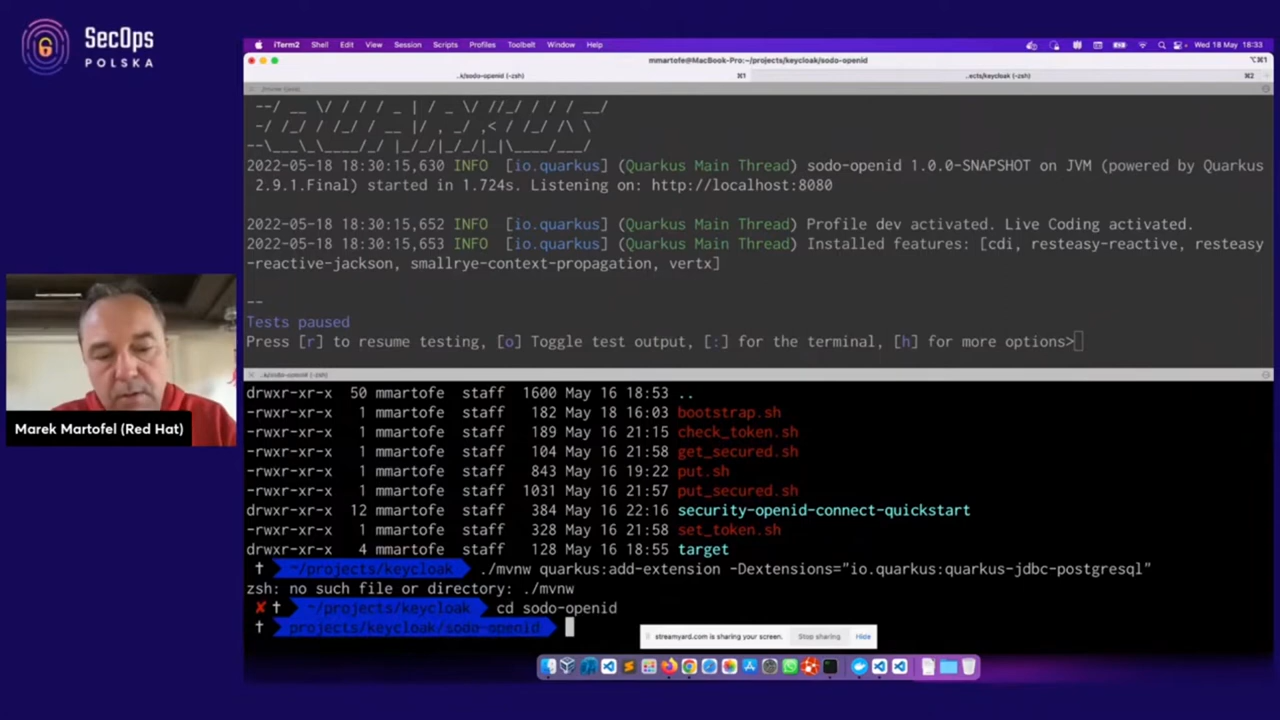 SecOps
POLSKA
iTerm2 Shell Edit View Session Scripts Profiles Toolbelt Window Help
Wed 18 May 18:33
mmartofe@MacBook-Pro:~/projects/keycloak/sodo-openid
⌥⌘1
..k/sodo-openid (-zsh) ⌘1 ..ects/keycloak (-zsh) ⌘2
2022-05-18 18:30:15,630 INFO [io.quarkus] (Quarkus Main Thread) sodo-openid 1.0.0-SNAPSHOT on JVM (powered by Quarkus
2.9.1.Final) started in 1.724s. Listening on: http://localhost:8080
2022-05-18 18:30:15,652 INFO [io.quarkus] (Quarkus Main Thread) Profile dev activated. Live Coding activated.
2022-05-18 18:30:15,653 INFO [io.quarkus] (Quarkus Main Thread) Installed features: [cdi, resteasy-reactive, resteasy
-reactive-jackson, smallrye-context-propagation, vertx]
--
Tests paused
Press [r] to resume testing, [o] Toggle test output, [:] for the terminal, [h] for more options>
..k/sodo-openid (-zsh)
drwxr-xr-x 50 mmartofe staff 1600 May 16 18:53 ..
-rwxr-xr-x 1 mmartofe staff 182 May 18 16:03 bootstrap.sh
-rwxr-xr-x 1 mmartofe staff 189 May 16 21:15 check_token.sh
-rwxr-xr-x 1 mmartofe staff 104 May 16 21:58 get_secured.sh
-rwxr-xr-x 1 mmartofe staff 843 May 16 19:22 put.sh
-rwxr-xr-x 1 mmartofe staff 1031 May 16 21:57 put_secured.sh
drwxr-xr-x 12 mmartofe staff 384 May 16 22:16 security-openid-connect-quickstart
-rwxr-xr-x 1 mmartofe staff 328 May 16 21:58 set_token.sh
drwxr-xr-x 4 mmartofe staff 128 May 16 18:55 target
† ~/projects/keycloak ./mvnw quarkus:add-extension -Dextensions="io.quarkus:quarkus-jdbc-postgresql"
zsh: no such file or directory: ./mvnw
✘ † ~/projects/keycloak cd sodo-openid
† projects/keycloak/sodo-openid
streamyard.com is sharing your screen. Stop sharing Hide
Marek Martofel (Red Hat)